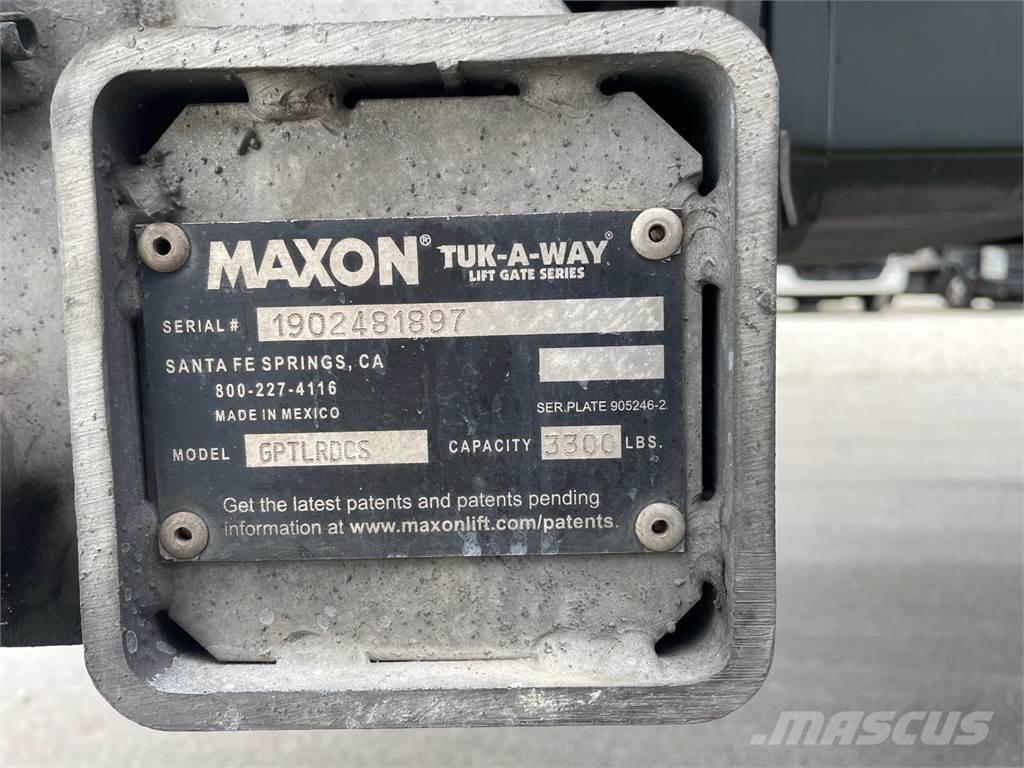 MAXON® TUK-A-WAY®
LIFT GATE SERIES
SERIAL # 1902481897
SANTA FE SPRINGS, CA
800-227-4116
MADE IN MEXICO
SER.PLATE 905246-2
MODEL GPTLRDCS CAPACITY 3300 LBS.
Get the latest patents and patents pending
information at www.maxonlift.com/patents.
MASCUS